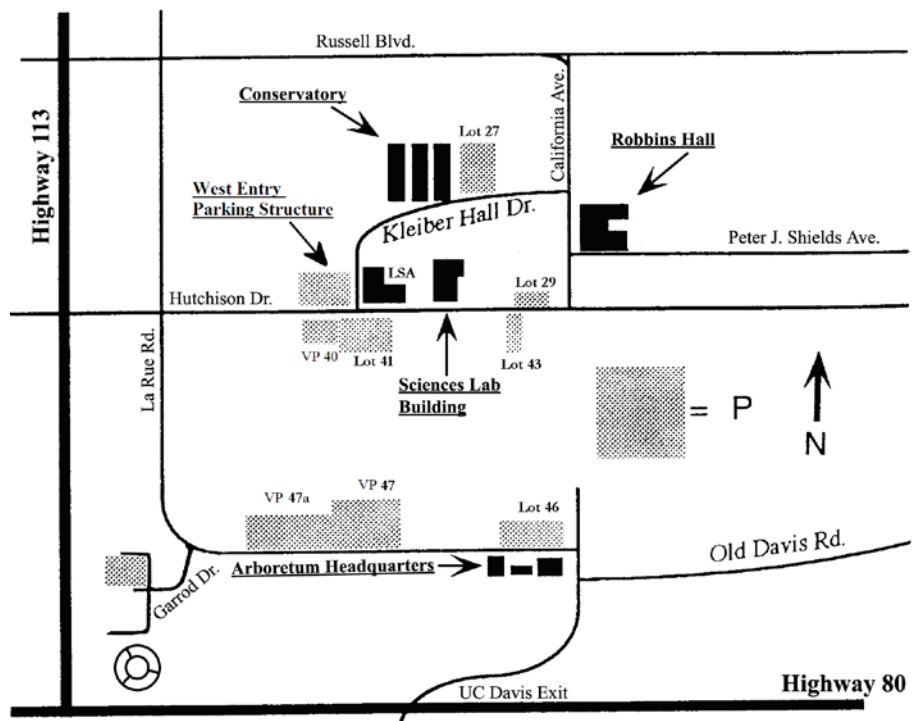 Russell Blvd.
Highway 113
California Ave.
Conservatory
Lot 27
Robbins Hall
West Entry
Parking Structure
Kleiber Hall Dr.
Peter J. Shields Ave.
LSA
Lot 29
Hutchison Dr.
La Rue Rd.
VP 40
Lot 41
Lot 43
Sciences Lab
Building
= P
N
VP 47a
VP 47
Lot 46
Old Davis Rd.
Arboretum Headquarters
Garrod Dr.
UC Davis Exit
Highway 80